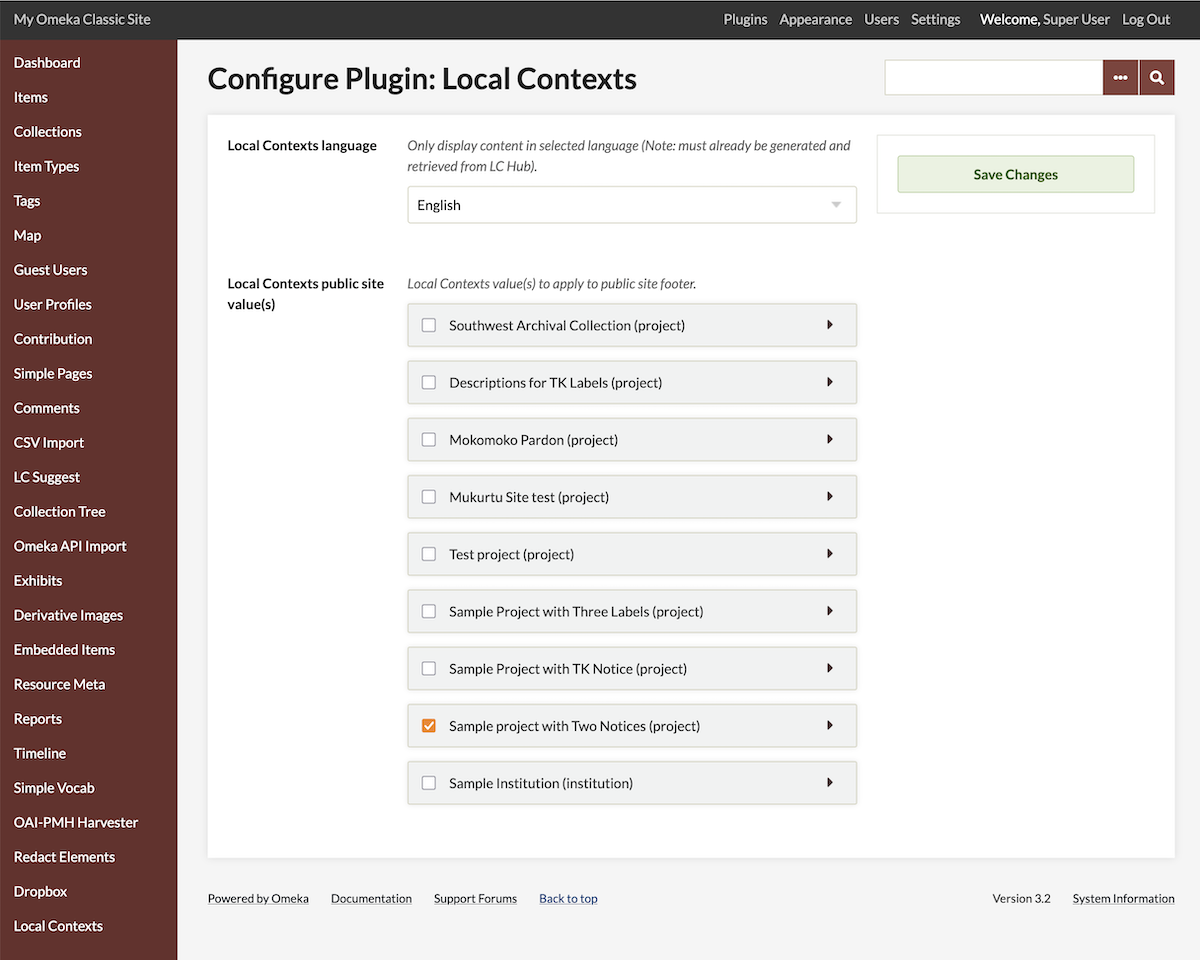 My Omeka Classic Site
Plugins Appearance Users Settings Welcome, Super User Log Out
Dashboard
Items
Collections
Item Types
Tags
Map
Guest Users
User Profiles
Contribution
Simple Pages
Comments
CSV Import
LC Suggest
Collection Tree
Omeka API Import
Exhibits
Derivative Images
Embedded Items
Resource Meta
Reports
Timeline
Simple Vocab
OAI-PMH Harvester
Redact Elements
Dropbox
Local Contexts
Configure Plugin: Local Contexts
Local Contexts language
Only display content in selected language (Note: must already be generated and
retrieved from LC Hub).
English
Save Changes
Local Contexts public site
value(s)
Local Contexts value(s) to apply to public site footer.
Southwest Archival Collection (project)
Descriptions for TK Labels (project)
Mokomoko Pardon (project)
Mukurtu Site test (project)
Test project (project)
Sample Project with Three Labels (project)
Sample Project with TK Notice (project)
Sample project with Two Notices (project)
Sample Institution (institution)
Powered by Omeka Documentation Support Forums Back to top
Version 3.2 System Information